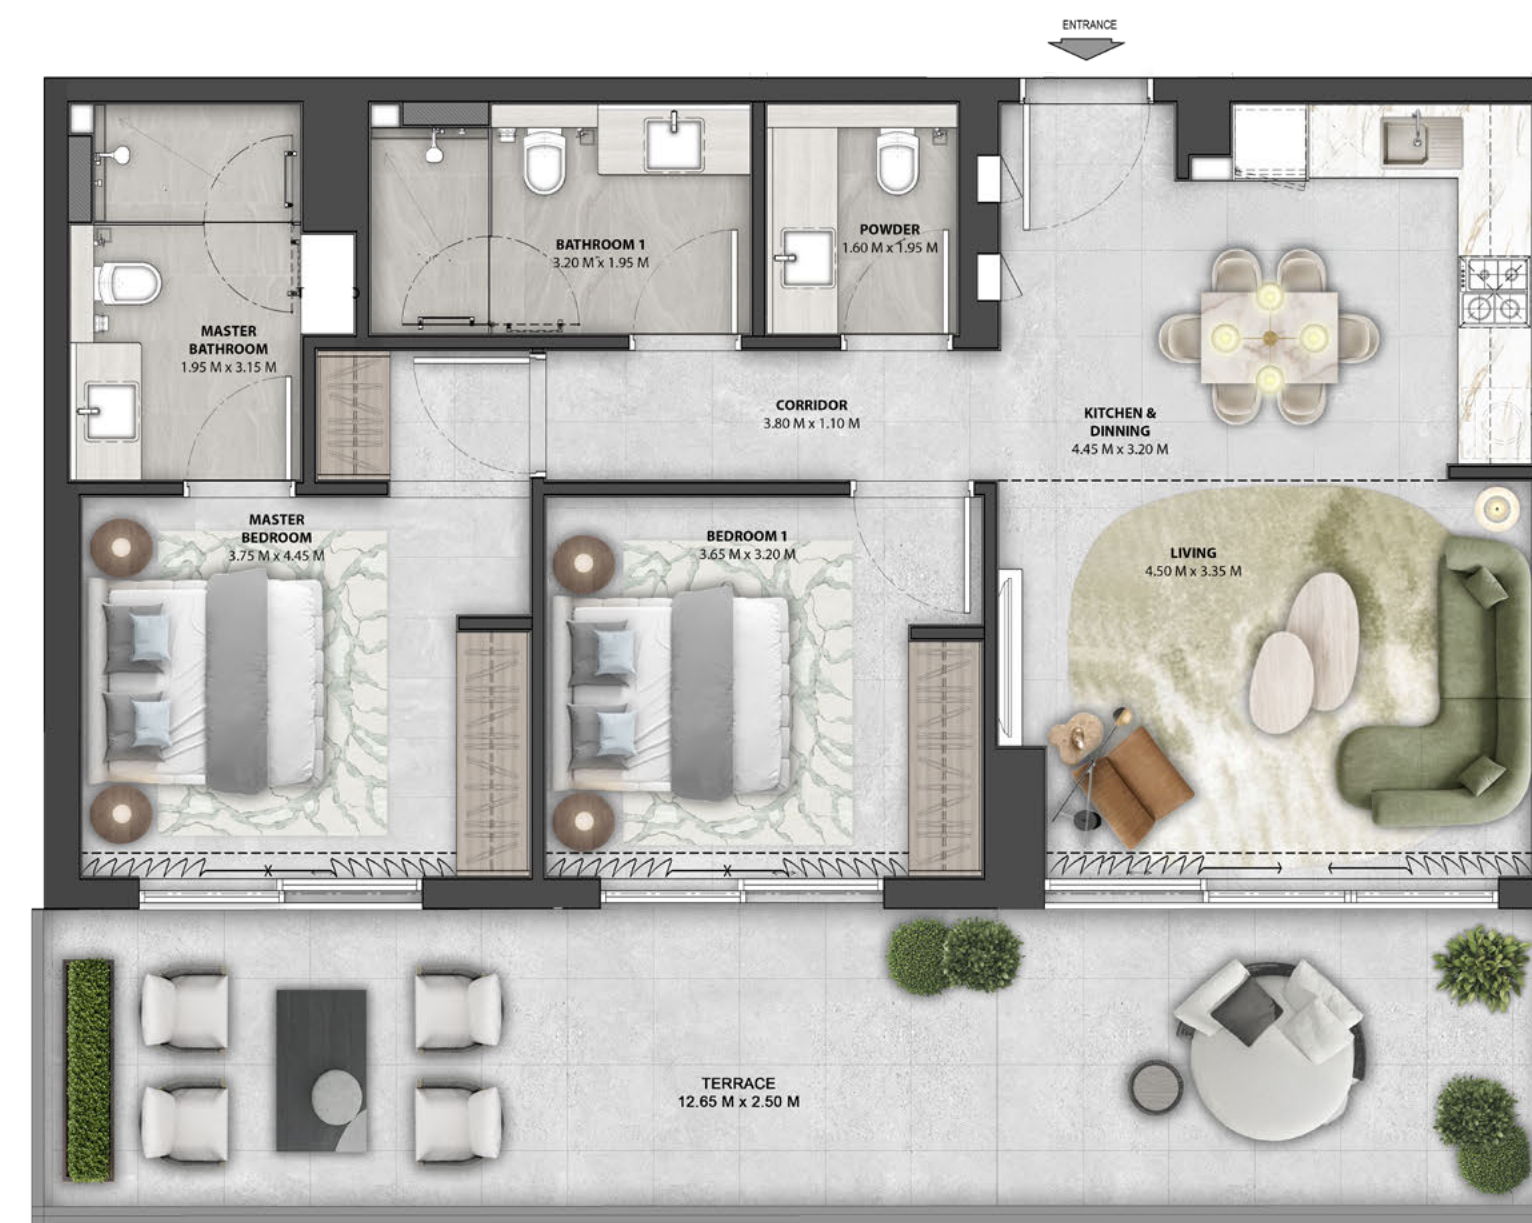 ENTRANCE
POWDER
1.60 M x 1.95 M
BATHROOM 1
3.20 M x 1.95 M
MASTER
BATHROOM
1.95 M x 3.15 M
CORRIDOR
3.80 M x 1.10 M
KITCHEN &
DINNING
4.45 M x 3.20 M
MASTER
BEDROOM
3.75 M x 4.45 M
BEDROOM 1
3.65 M x 3.20 M
LIVING
4.50 M x 3.35 M
TERRACE
12.65 M x 2.50 M